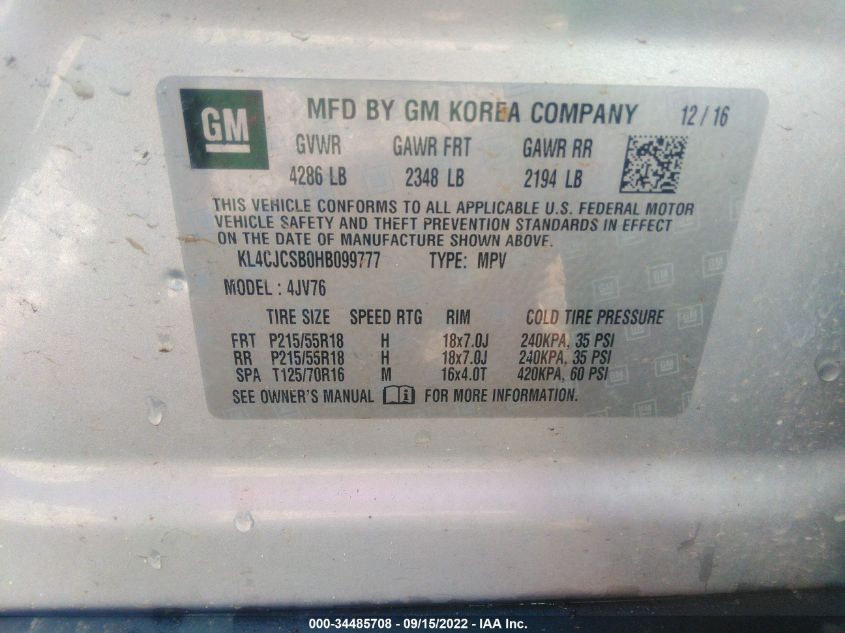 GM MFD BY GM KOREA COMPANY 12/16
GVWR GAWR FRT GAWR RR
4286 LB 2348 LB 2194 LB
THIS VEHICLE CONFORMS TO ALL APPLICABLE U.S. FEDERAL MOTOR
VEHICLE SAFETY AND THEFT PREVENTION STANDARDS IN EFFECT
ON THE DATE OF MANUFACTURE SHOWN ABOVE.
KL4CJCSB0HB099777 TYPE: MPV
MODEL : 4JV76
TIRE SIZE SPEED RTG RIM COLD TIRE PRESSURE
FRT P215/55R18 H 18x7.0J 240KPA, 35 PSI
RR P215/55R18 H 18x7.0J 240KPA, 35 PSI
SPA T125/70R16 M 16x4.0T 420KPA, 60 PSI
SEE OWNER'S MANUAL i FOR MORE INFORMATION.
000-34485708 - 09/15/2022 - IAA Inc.